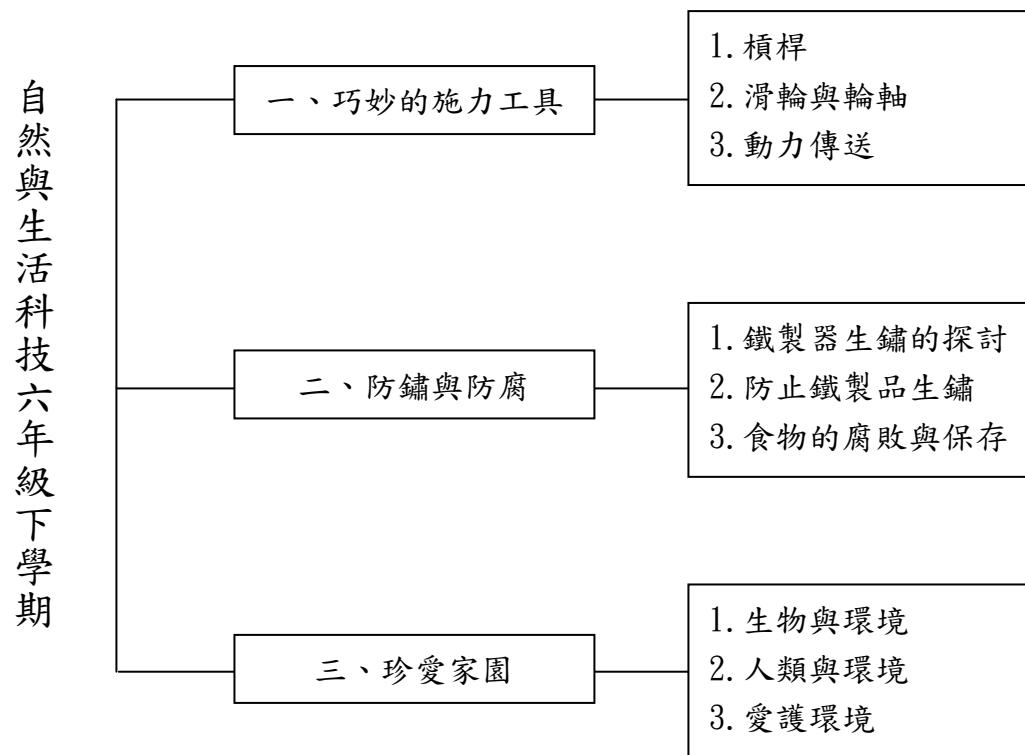 自然與生活科技六年級下學期
一、巧妙的施力工具
1.槓桿
2.滑輪與輪軸
3.動力傳送
二、防鏽與防腐
1.鐵製器生鏽的探討
2.防止鐵製品生鏽
3.食物的腐敗與保存
三、珍愛家園
1.生物與環境
2.人類與環境
3.愛護環境